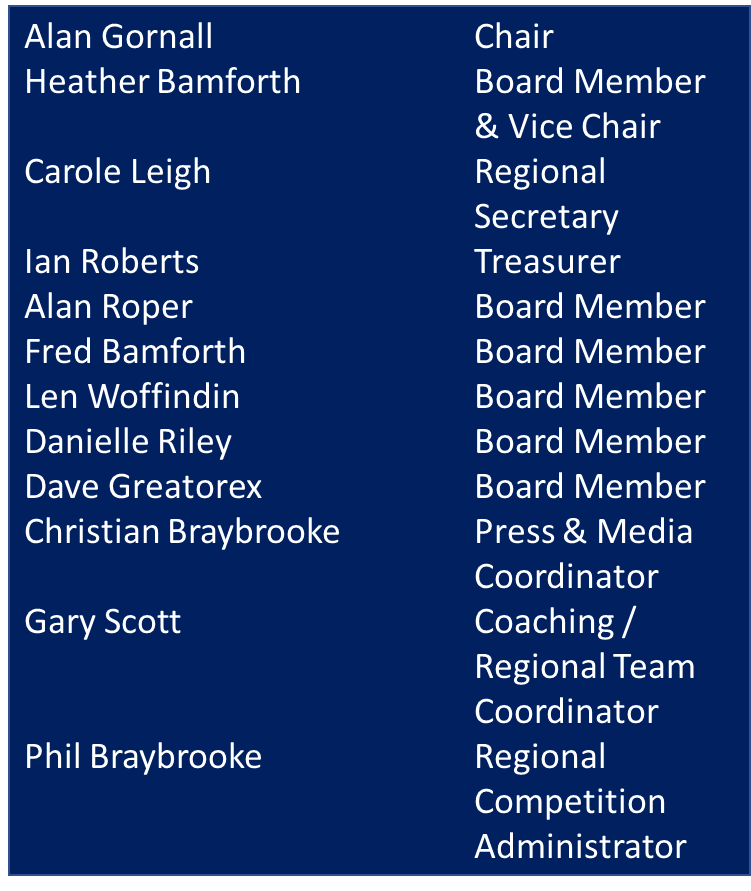 Alan Gornall Chair
Heather Bamforth Board Member
& Vice Chair
Carole Leigh Regional
Secretary
Ian Roberts Treasurer
Alan Roper Board Member
Fred Bamforth Board Member
Len Woffindin Board Member
Danielle Riley Board Member
Dave Greatorex Board Member
Christian Braybrooke Press & Media
Coordinator
Gary Scott Coaching /
Regional Team
Coordinator
Phil Braybrooke Regional
Competition
Administrator